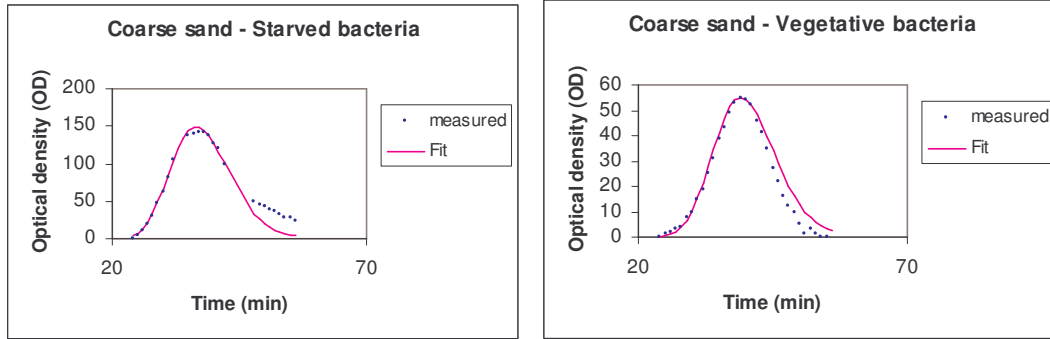 Coarse sand - Starved bacteria
Optical density (OD)
200
150
100
50
0
20
70
Time (min)
measured
Fit
Coarse sand - Vegetative bacteria
Optical density (OD)
60
50
40
30
20
10
0
20
70
Time (min)
measured
Fit